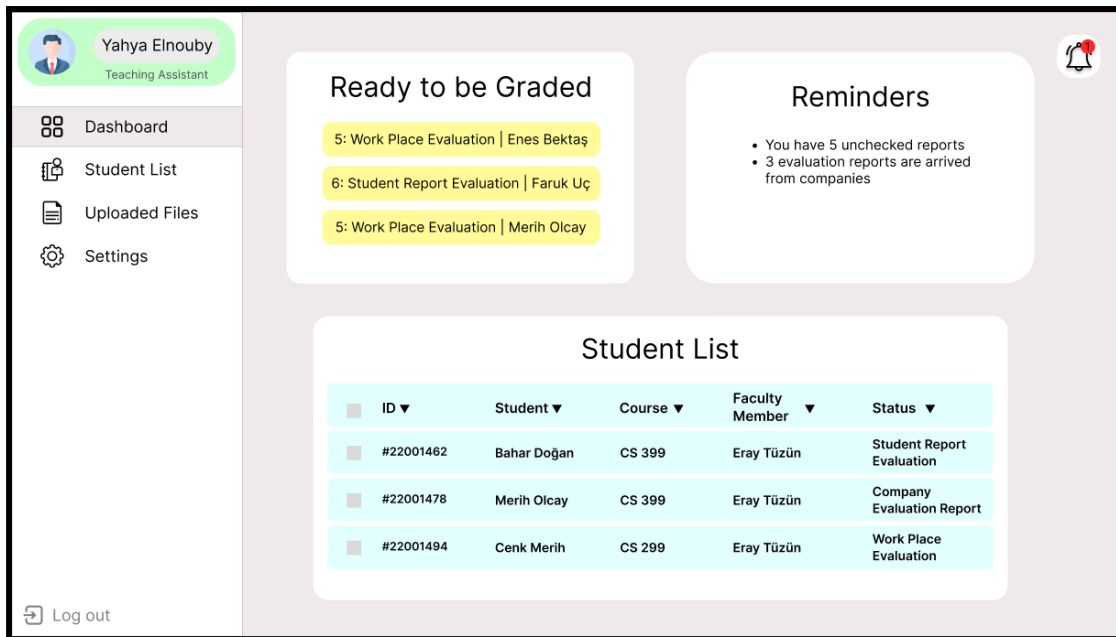 Yahya Elnouby
Teaching Assistant
Dashboard
Student List
Uploaded Files
Settings
Log out
Ready to be Graded
5: Work Place Evaluation | Enes Bektaş
6: Student Report Evaluation | Faruk Uç
5: Work Place Evaluation | Merih Olcay
Reminders
• You have 5 unchecked reports
• 3 evaluation reports are arrived
from companies
1
Student List
ID ▼ Student ▼ Course ▼ Faculty Member ▼ Status ▼
#22001462 Bahar Doğan CS 399 Eray Tüzün Student Report Evaluation
#22001478 Merih Olcay CS 399 Eray Tüzün Company Evaluation Report
#22001494 Cenk Merih CS 299 Eray Tüzün Work Place Evaluation